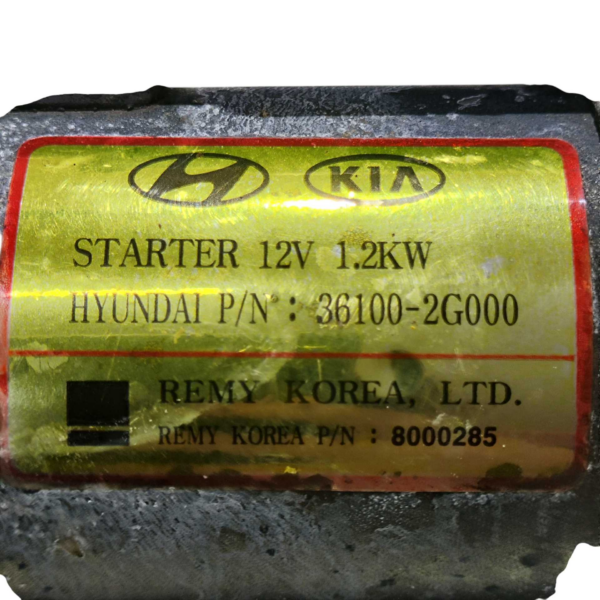 KIA
STARTER 12V 1.2KW
HYUNDAI P/N° : 36100-2G000
REMY KOREA, LTD.
REMY KOREA P/N : 8000285